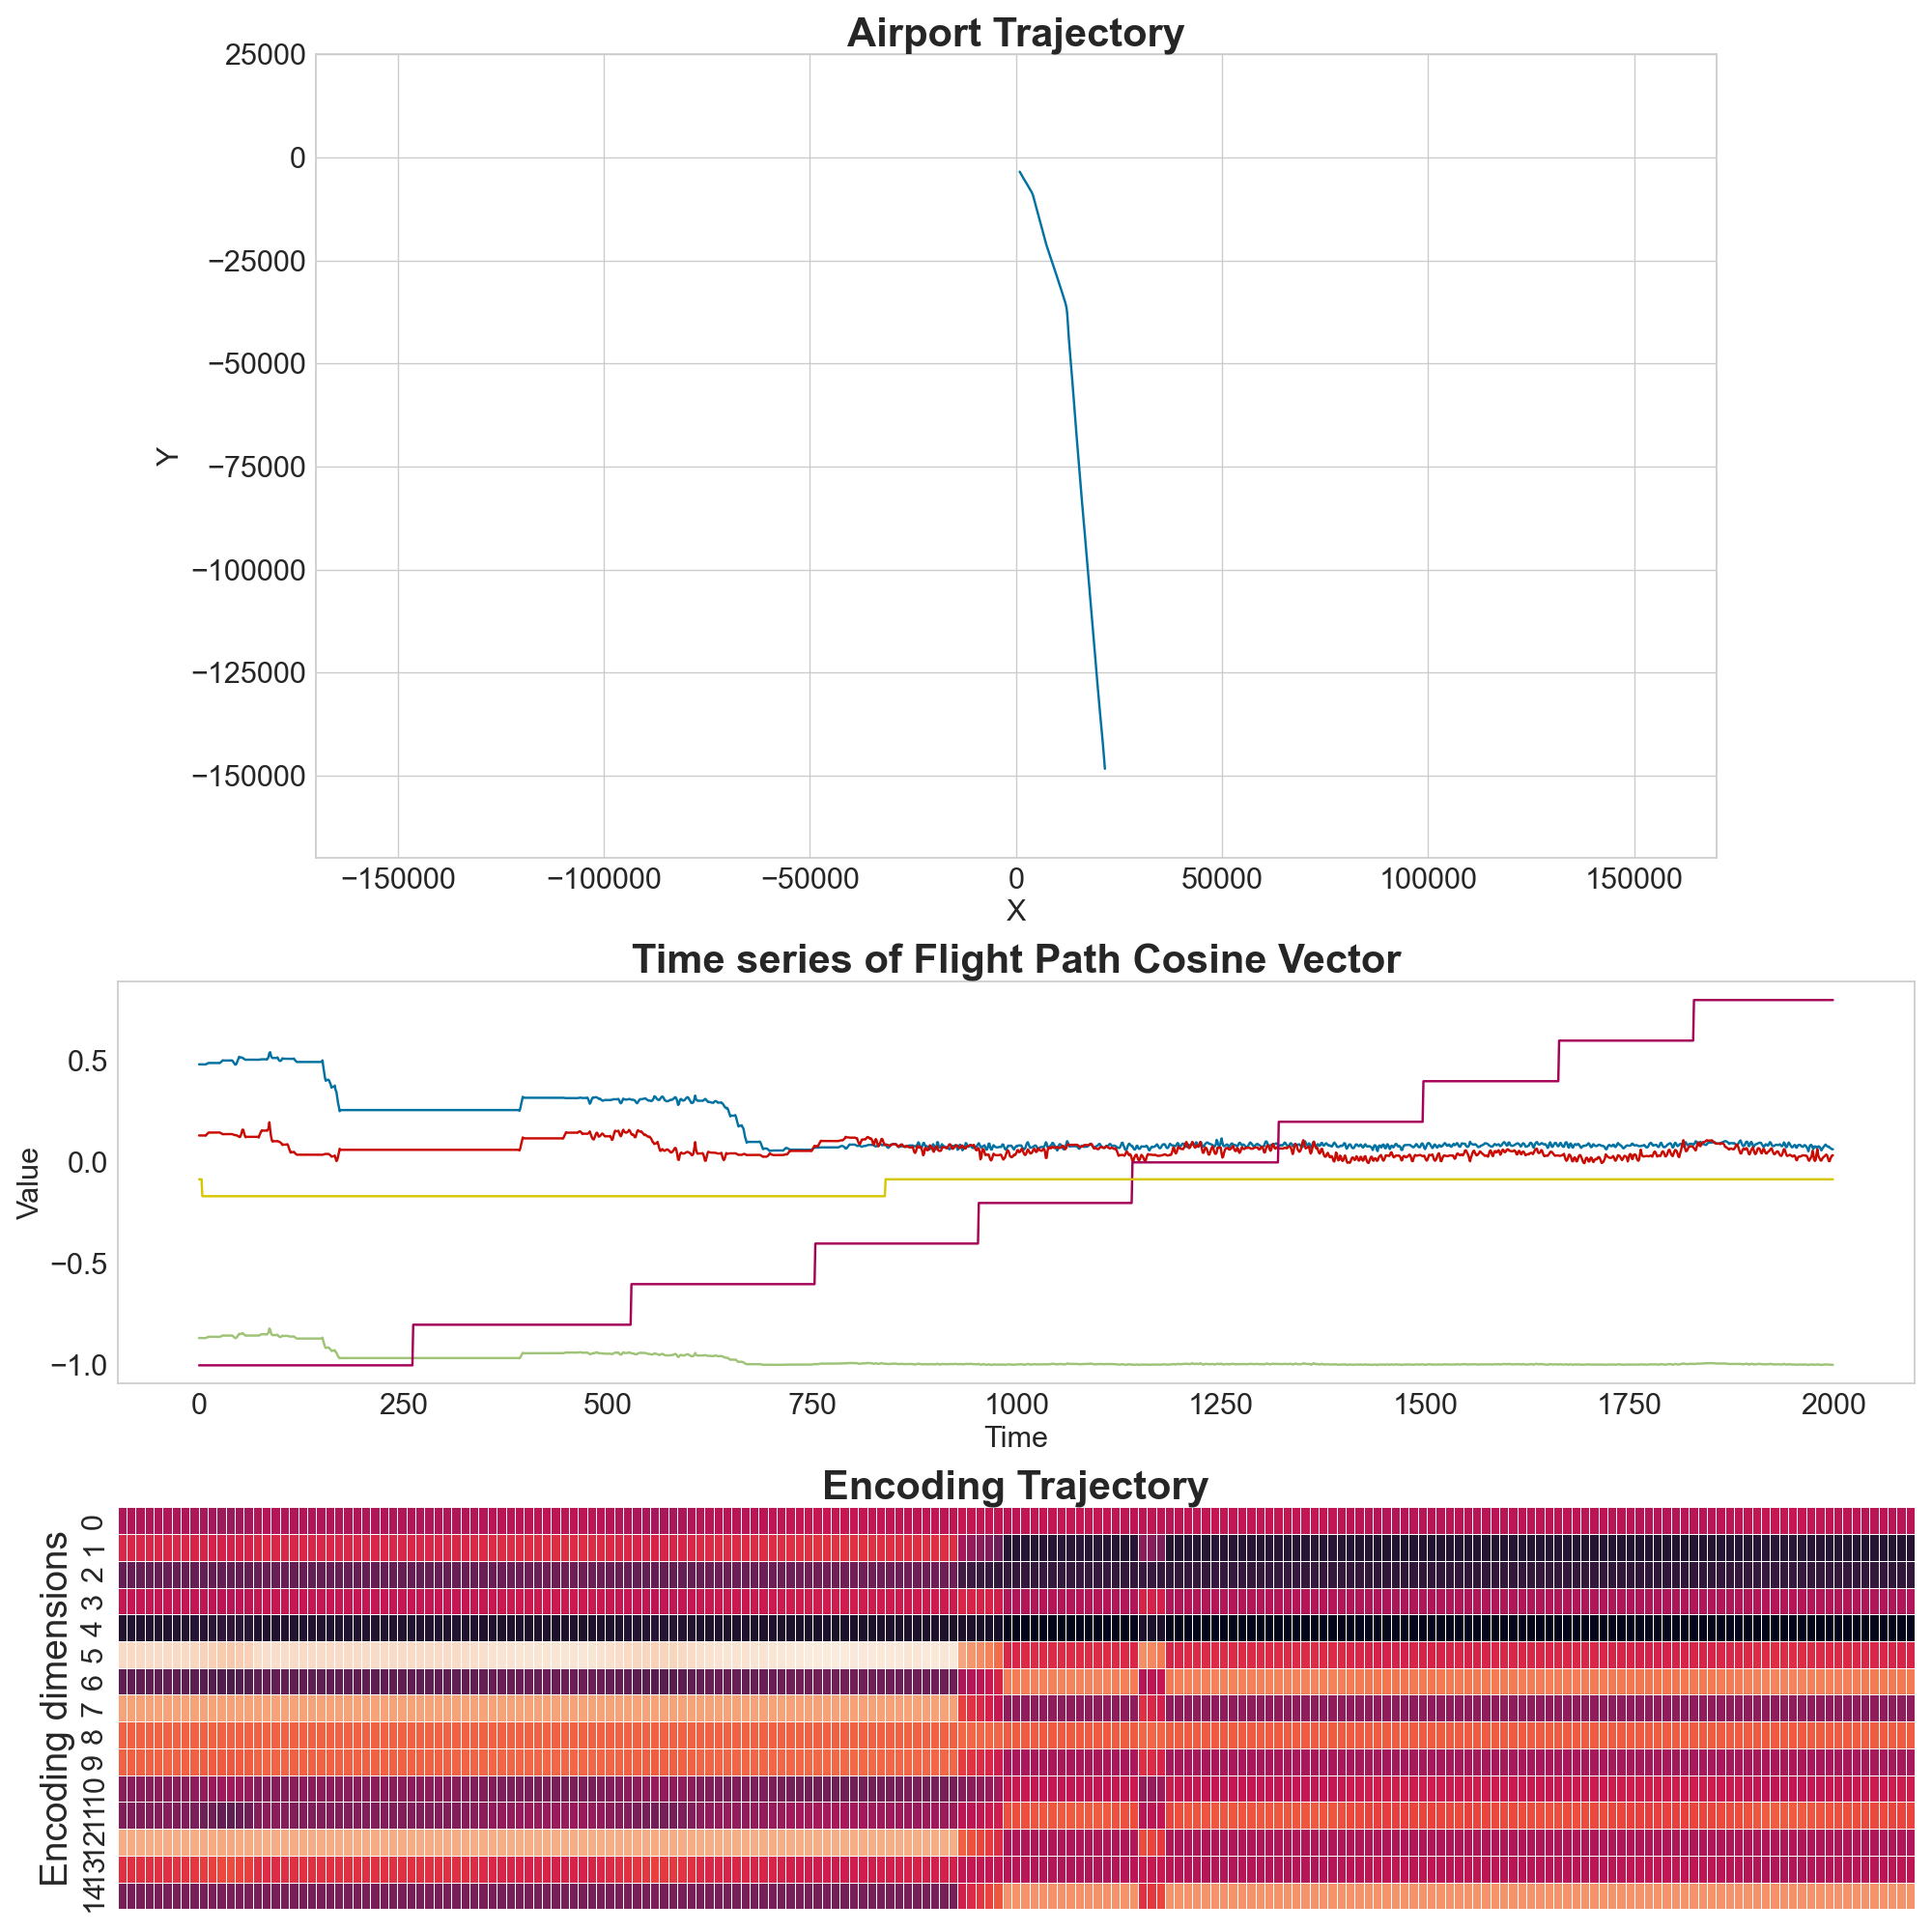 Airport Trajectory
25000
0
−25000
−50000
−75000
−100000
−125000
−150000
Y
−150000 −100000 −50000 0 50000 100000 150000
X
Time series of Flight Path Cosine Vector
0.5
0.0
−0.5
−1.0
Value
0 250 500 750 1000 1250 1500 1750 2000
Time
Encoding Trajectory
Encoding dimensions
0
1
2
3
4
5
6
7
8
9
10
11
12
13
14